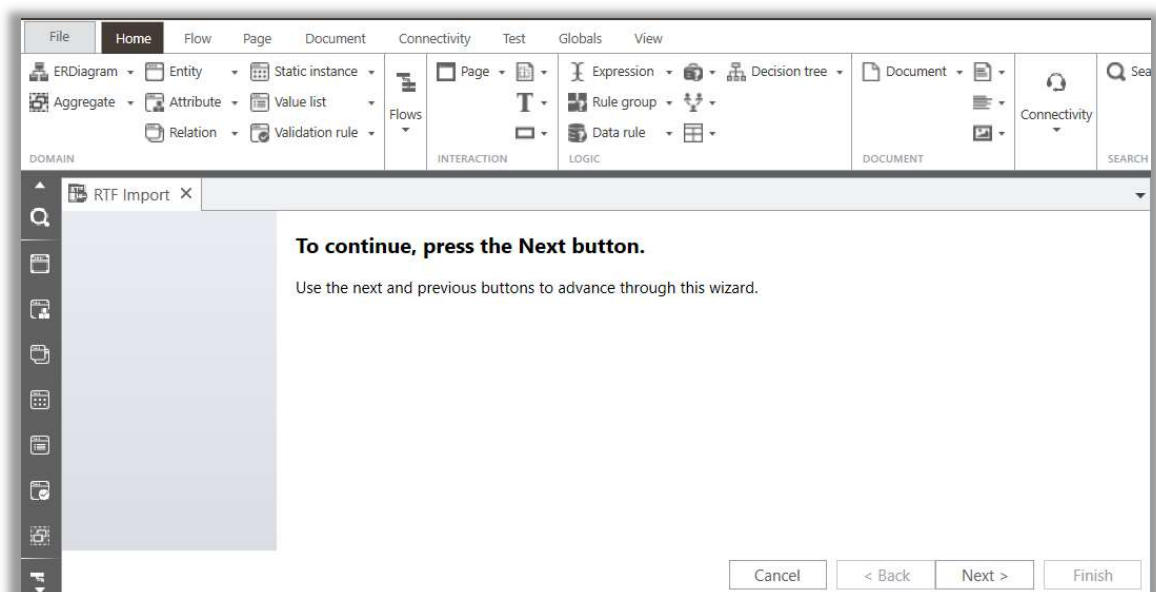 File Home Flow Page Document Connectivity Test Globals View
ERDiagram Entity Static instance Page Expression Decision tree Document Sea
Aggregate Attribute Value list Flows T Rule group Connectivity
Relation Validation rule Data rule
DOMAIN INTERACTION LOGIC DOCUMENT SEARCH
RTF Import
To continue, press the Next button.
Use the next and previous buttons to advance through this wizard.
Cancel < Back Next > Finish